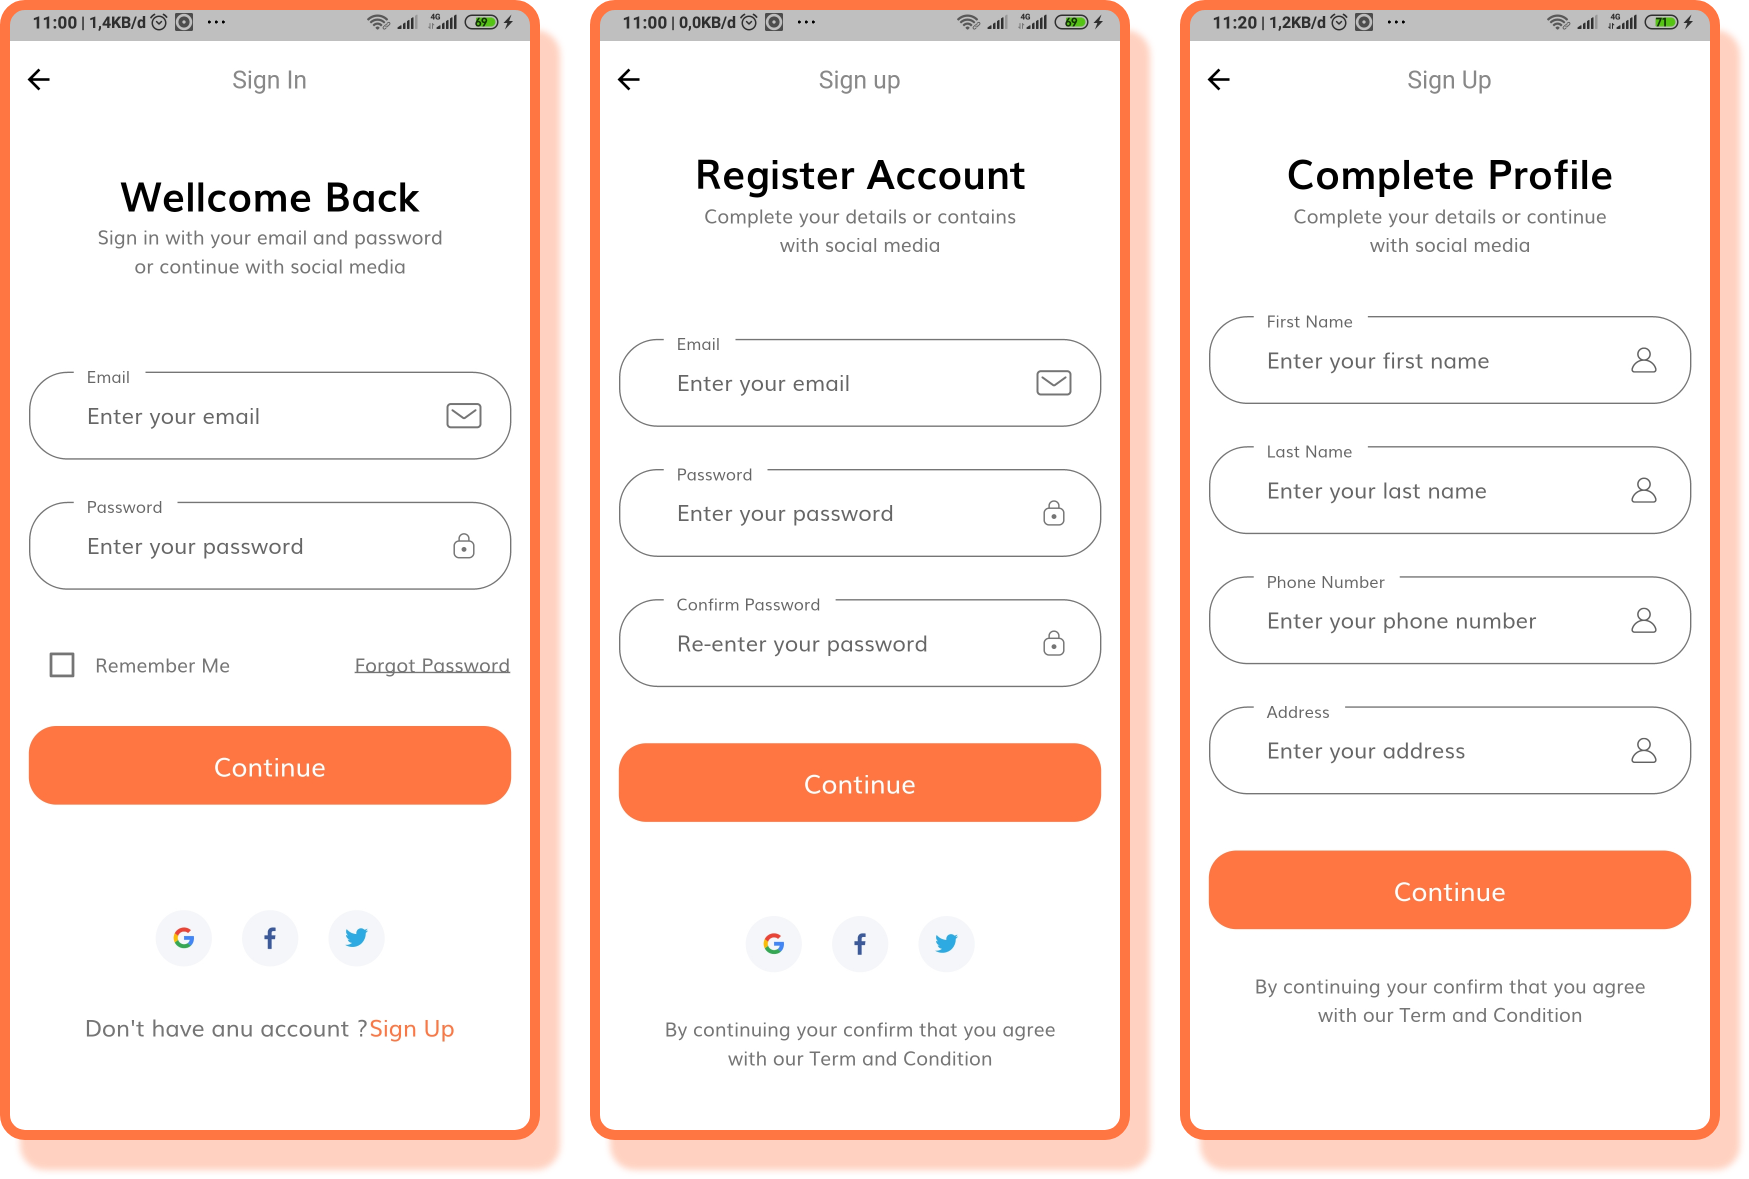 11:00 | 1,4KB/d ...
4G 69
Sign In
Wellcome Back
Sign in with your email and password
or continue with social media
Email
Enter your email
Password
Enter your password
Remember Me Forgot Password
Continue
Don't have anu account ?Sign Up
11:00 | 0,0KB/d ...
4G 69
Sign up
Register Account
Complete your details or contains
with social media
Email
Enter your email
Password
Enter your password
Confirm Password
Re-enter your password
Continue
By continuing your confirm that you agree
with our Term and Condition
11:20 | 1,2KB/d ...
4G 71
Sign Up
Complete Profile
Complete your details or continue
with social media
First Name
Enter your first name
Last Name
Enter your last name
Phone Number
Enter your phone number
Address
Enter your address
Continue
By continuing your confirm that you agree
with our Term and Condition